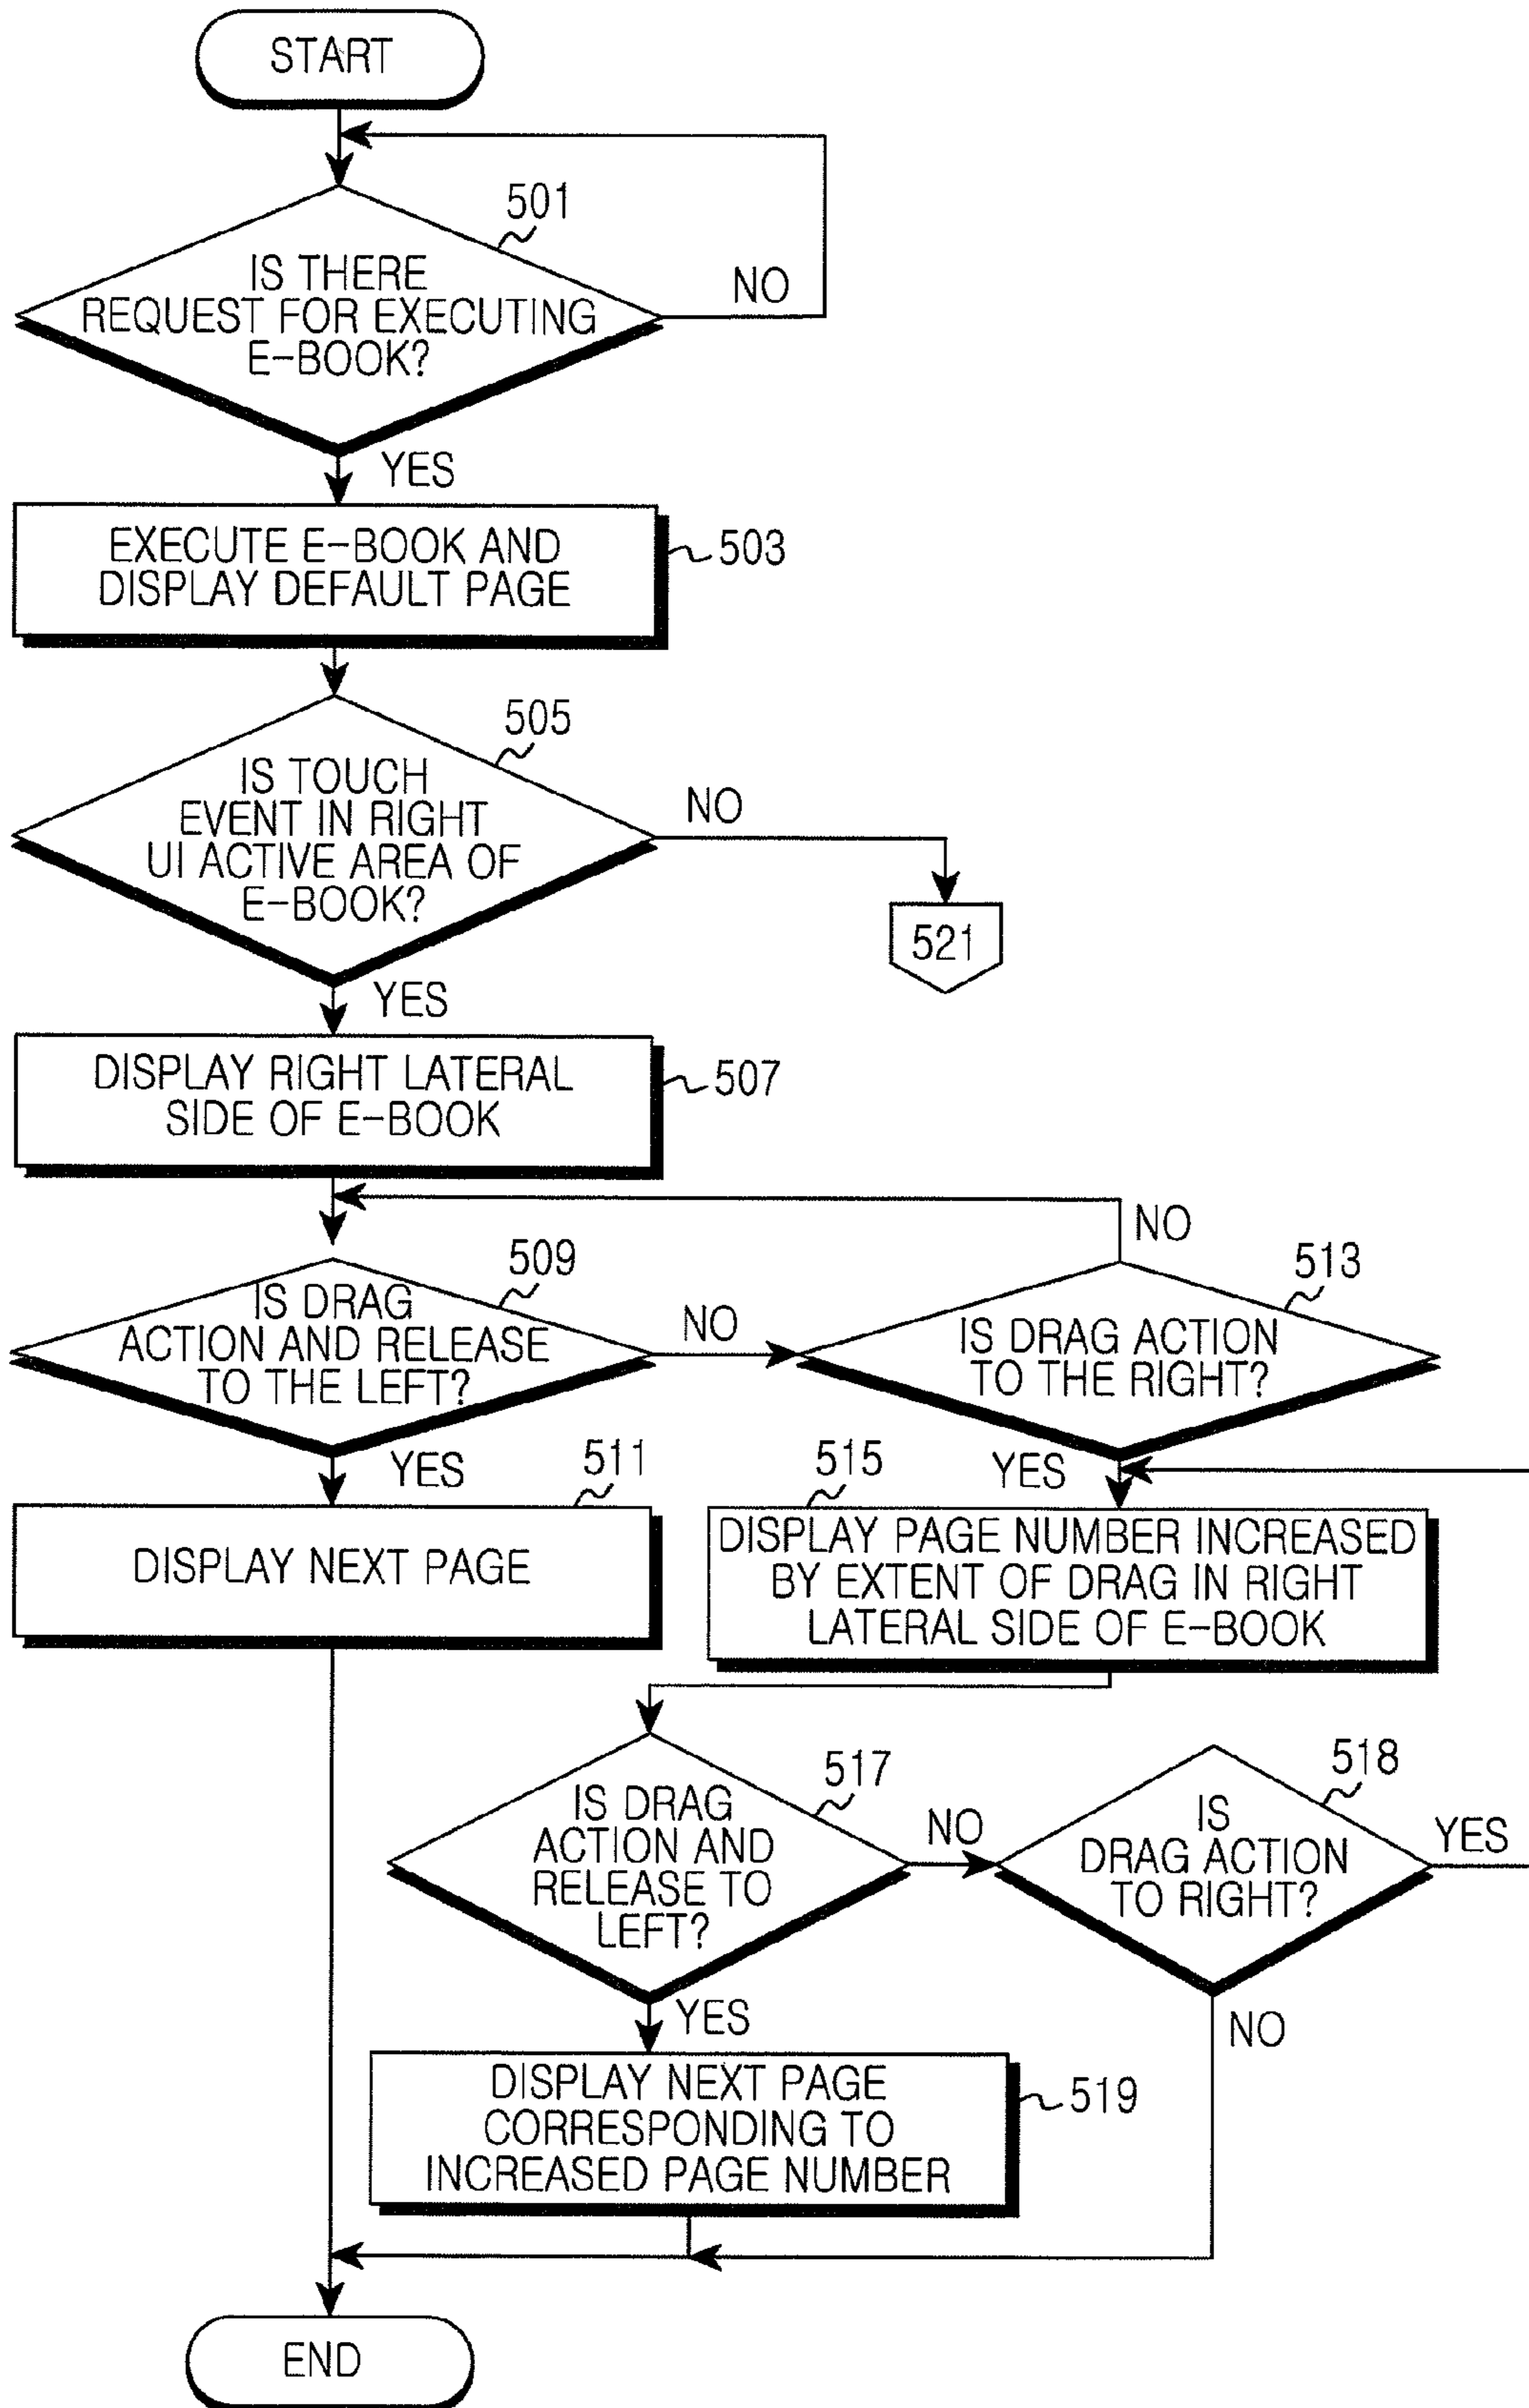 START
501
IS THERE
REQUEST FOR EXECUTING
E-BOOK?
NO
YES
EXECUTE E-BOOK AND
DISPLAY DEFAULT PAGE
503
505
IS TOUCH
EVENT IN RIGHT
UI ACTIVE AREA OF
E-BOOK?
NO
521
YES
DISPLAY RIGHT LATERAL
SIDE OF E-BOOK
507
509
IS DRAG
ACTION AND RELEASE
TO THE LEFT?
NO
NO
513
IS DRAG ACTION
TO THE RIGHT?
YES
511
DISPLAY NEXT PAGE
515
YES
DISPLAY PAGE NUMBER INCREASED
BY EXTENT OF DRAG IN RIGHT
LATERAL SIDE OF E-BOOK
517
IS DRAG
ACTION AND
RELEASE TO
LEFT?
NO
518
IS
DRAG ACTION
TO RIGHT?
YES
YES
NO
DISPLAY NEXT PAGE
CORRESPONDING TO
INCREASED PAGE NUMBER
519
END